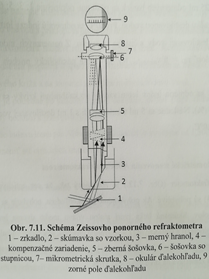 9
8
7
6
5
4
3
2
1
Obr. 7.11. Schéma Zeissovho ponorného refraktometra
1 – zrkadlo, 2 – skúmavka so vzorkou, 3 – merný hranol, 4 –
kompenzačné zariadenie, 5 – zberná šošovka, 6 – šošovka so
stupnicou, 7– mikrometrická skrutka, 8 – okulár ďalekohľadu, 9
zorné pole ďalekohľadu